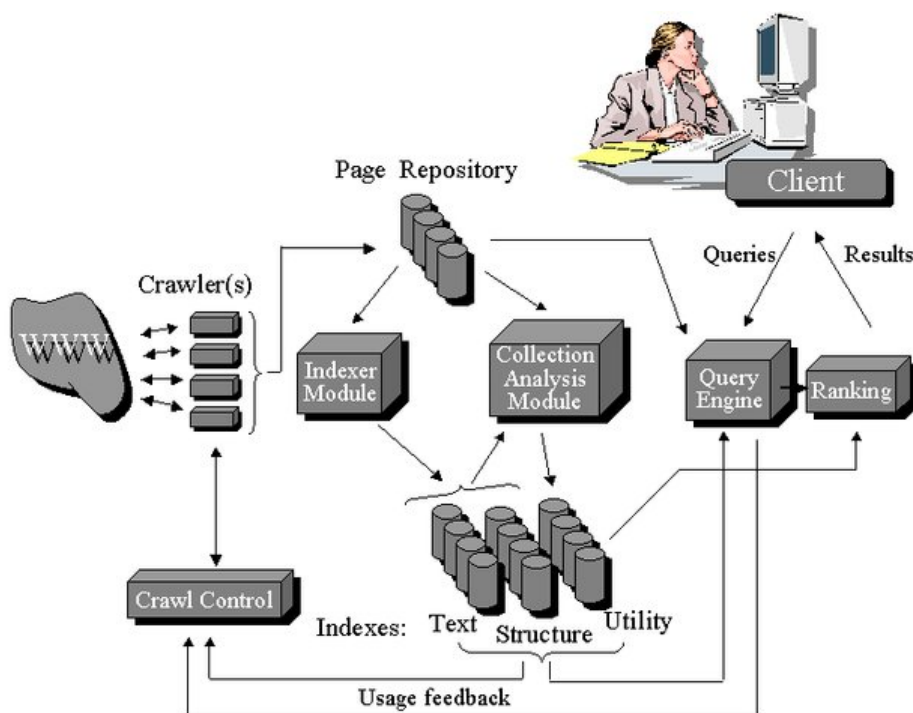 Client
Page Repository
Queries
Results
Crawler(s)
WWW
Indexer
Module
Collection
Analysis
Module
Query
Engine
Ranking
Crawl Control
Indexes:
Text
Structure
Utility
Usage feedback